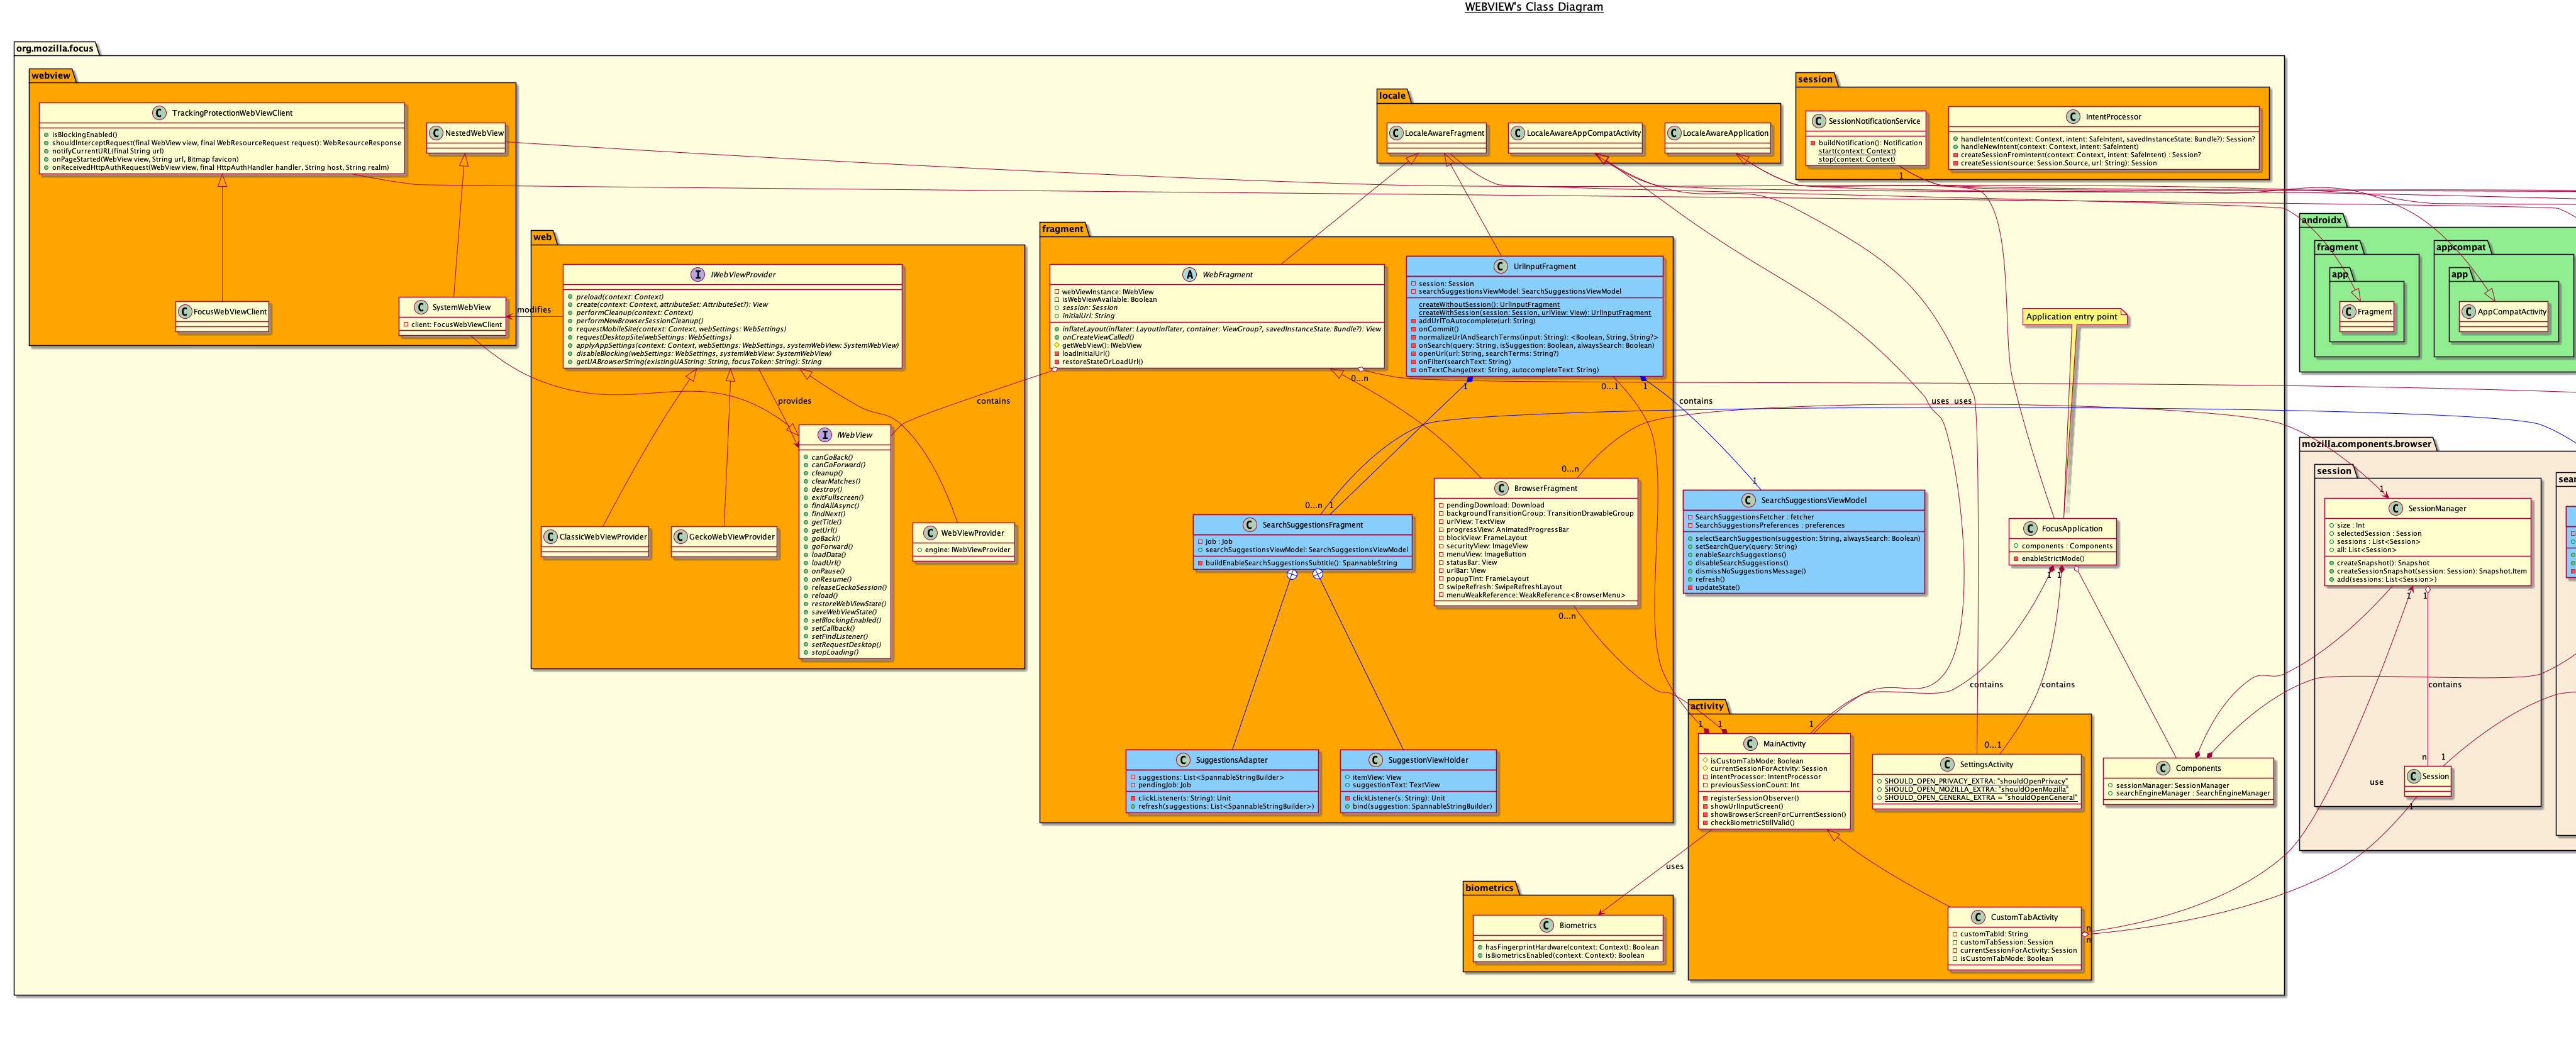 WEBVIEW's Class Diagram
org.mozilla.focus
webview
TrackingProtectionWebViewClient
isBlockingEnabled()
shouldInterceptRequest(final WebView view, final WebResourceRequest request): WebResourceResponse
notifyCurrentURL(final String url)
onPageStarted(WebView view, String url, Bitmap favicon)
onReceivedHttpAuthRequest(WebView view, final HttpAuthHandler handler, String host, String realm)
NestedWebView
FocusWebViewClient
SystemWebView
client: FocusWebViewClient
modifies
web
IWebViewProvider
preload(context: Context)
create(context: Context, attributeSet: AttributeSet?): View
performCleanup(context: Context)
performNewBrowserSessionCleanup()
requestMobileSite(context: Context, webSettings: WebSettings)
requestDesktopSite(webSettings: WebSettings)
applyAppSettings(context: Context, webSettings: WebSettings, systemWebView: SystemWebView)
disableBlocking(webSettings: WebSettings, systemWebView: SystemWebView)
getUABrowserString(existingUAString: String, focusToken: String): String
provides
contains
IWebView
canGoBack()
canGoForward()
cleanup()
clearMatches()
destroy()
exitFullscreen()
findAllAsync()
findNext()
getTitle()
getUrl()
goBack()
goForward()
loadData()
loadUrl()
onPause()
onResume()
releaseGeckoSession()
reload()
restoreWebViewState()
saveWebViewState()
setBlockingEnabled()
setCallback()
setFindListener()
setRequestDesktop()
stopLoading()
ClassicWebViewProvider
GeckoWebViewProvider
WebViewProvider
engine: IWebViewProvider
locale
LocaleAwareFragment
LocaleAwareAppCompatActivity
LocaleAwareApplication
session
SessionNotificationService
buildNotification(): Notification
start(context: Context)
stop(context: Context)
1
IntentProcessor
handleIntent(context: Context, intent: SafeIntent, savedInstanceState: Bundle?): Session?
handleNewIntent(context: Context, intent: SafeIntent)
createSessionFromIntent(context: Context, intent: SafeIntent) : Session?
createSession(source: Session.Source, url: String): Session
fragment
WebFragment
webViewInstance: IWebView
isWebViewAvailable: Boolean
session: Session
initialUrl: String
inflateLayout(inflater: LayoutInflater, container: ViewGroup?, savedInstanceState: Bundle?): View
onCreateViewCalled()
getWebView(): IWebView
loadInitialUrl()
restoreStateOrLoadUrl()
0...n
UrlInputFragment
session: Session
searchSuggestionsViewModel: SearchSuggestionsViewModel
createWithoutSession(): UrlInputFragment
createWithSession(session: Session, urlView: View): UrlInputFragment
addUrlToAutocomplete(url: String)
onCommit()
normalizeUrlAndSearchTerms(input: String): <Boolean, String, String?>
onSearch(query: String, isSuggestion: Boolean, alwaysSearch: Boolean)
openUrl(url: String, searchTerms: String?)
onFilter(searchText: String)
onTextChange(text: String, autocompleteText: String)
1
0...1
1
contains
uses
uses
0...n
1
0...n
BrowserFragment
pendingDownload: Download
backgroundTransitionGroup: TransitionDrawableGroup
urlView: TextView
progressView: AnimatedProgressBar
blockView: FrameLayout
securityView: ImageView
menuView: ImageButton
statusBar: View
urlBar: View
popupTint: FrameLayout
swipeRefresh: SwipeRefreshLayout
menuWeakReference: WeakReference<BrowserMenu>
0...n
SearchSuggestionsFragment
job : Job
searchSuggestionsViewModel: SearchSuggestionsViewModel
buildEnableSearchSuggestionsSubtitle(): SpannableString
SuggestionsAdapter
suggestions: List<SpannableStringBuilder>
pendingJob: Job
clickListener(s: String): Unit
refresh(suggestions: List<SpannableStringBuilder>)
SuggestionViewHolder
itemView: View
suggestionText: TextView
clickListener(s: String): Unit
bind(suggestion: SpannableStringBuilder)
1
SearchSuggestionsViewModel
SearchSuggestionsFetcher : fetcher
SearchSuggestionsPreferences : preferences
selectSearchSuggestion(suggestion: String, alwaysSearch: Boolean)
setSearchQuery(query: String)
enableSearchSuggestions()
disableSearchSuggestions()
dismissNoSuggestionsMessage()
refresh()
updateState()
Application entry point
FocusApplication
components : Components
enableStrictMode()
1
1
contains
contains
activity
1
1
1
0...1
MainActivity
isCustomTabMode: Boolean
currentSessionForActivity: Session
intentProcessor: IntentProcessor
previousSessionCount: Int
registerSessionObserver()
showUrlInputScreen()
showBrowserScreenForCurrentSession()
checkBiometricStillValid()
SettingsActivity
SHOULD_OPEN_PRIVACY_EXTRA: "shouldOpenPrivacy"
SHOULD_OPEN_MOZILLA_EXTRA: "shouldOpenMozilla"
SHOULD_OPEN_GENERAL_EXTRA = "shouldOpenGeneral"
Components
sessionManager: SessionManager
searchEngineManager : SearchEngineManager
uses
biometrics
Biometrics
hasFingerprintHardware(context: Context): Boolean
isBiometricsEnabled(context: Context): Boolean
CustomTabActivity
customTabId: String
customTabSession: Session
currentSessionForActivity: Session
isCustomTabMode: Boolean
n
n
androidx
fragment
app
Fragment
appcompat
app
AppCompatActivity
mozilla.components.browser
session
1
SessionManager
size : Int
selectedSession : Session
sessions : List<Session>
all: List<Session>
createSnapshot(): Snapshot
createSessionSnapshot(session: Session): Snapshot.Item
add(sessions: List<Session>)
1
1
contains
n
1
use
Session
1